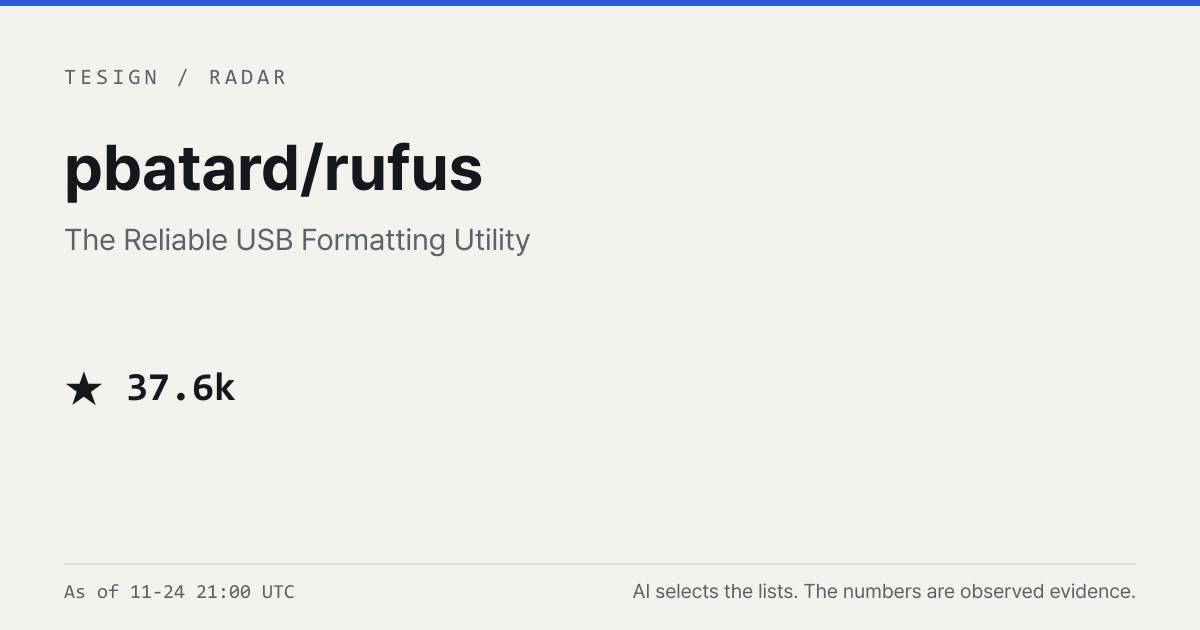 TESIGN / RADAR
pbatard/rufus
The Reliable USB Formatting Utility
★ 37.6k
As of 11-24 21:00 UTC
AI selects the lists. The numbers are observed evidence.